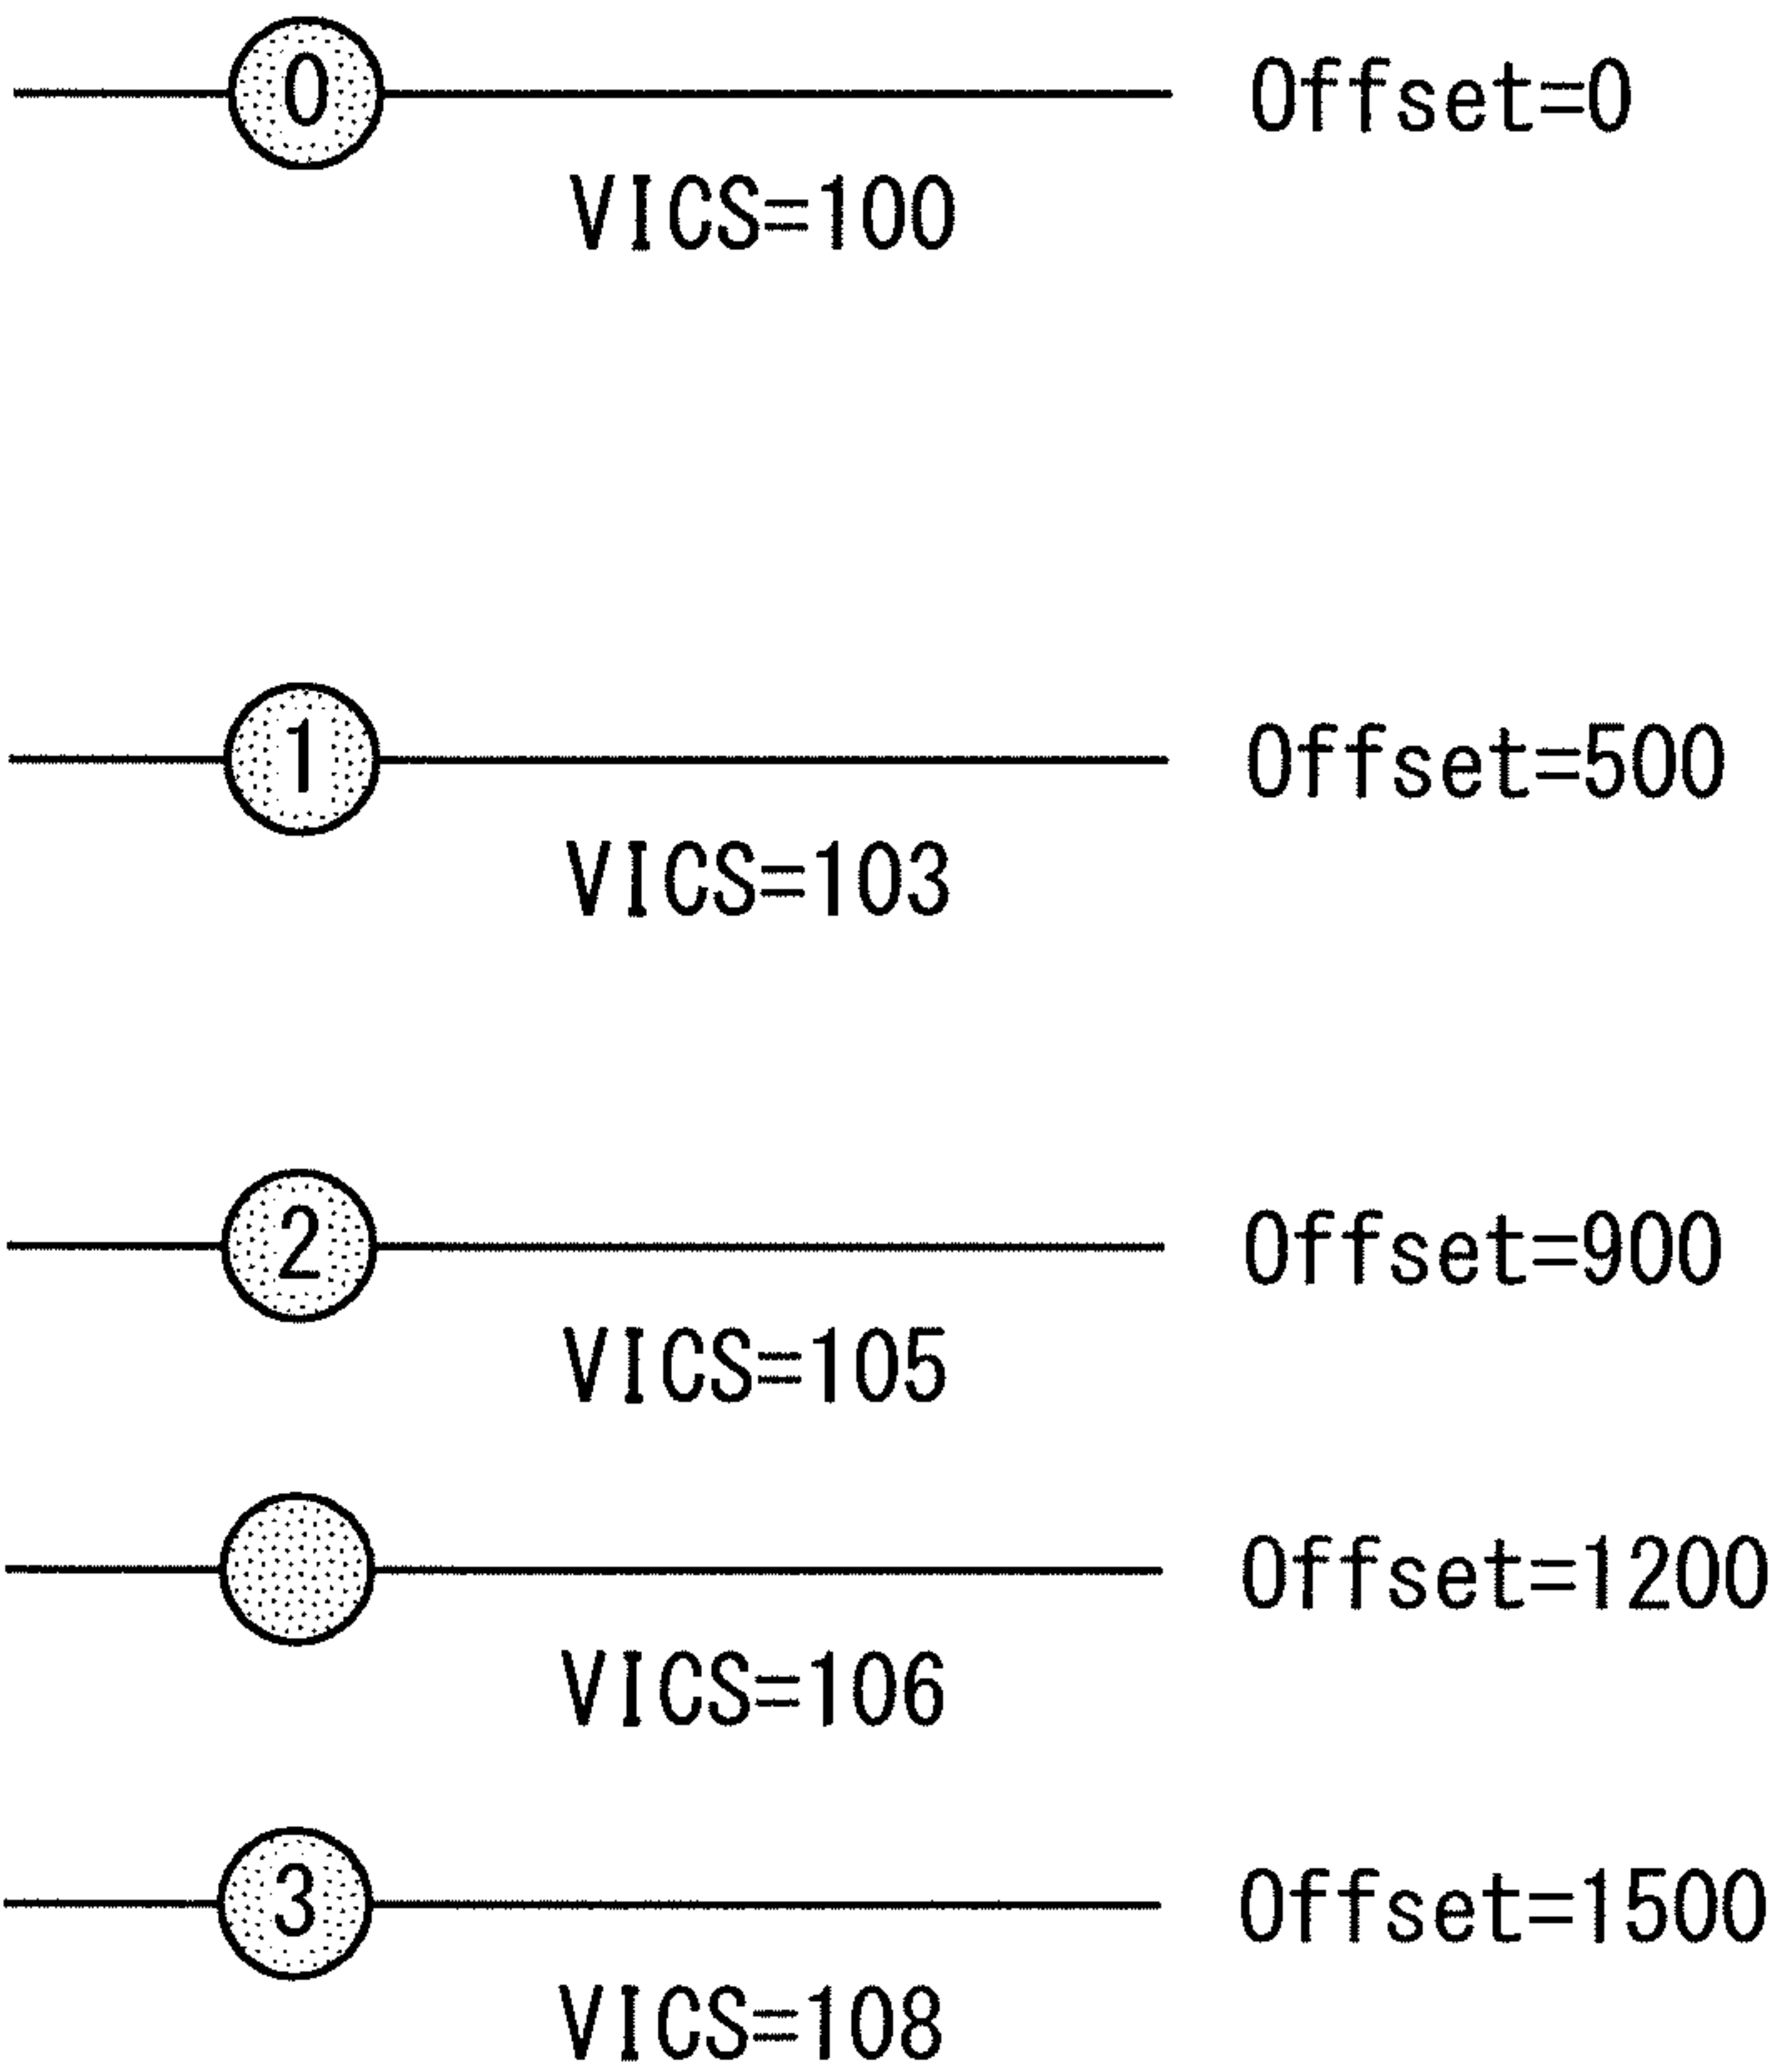 0 Offset=0
VICS=100
1 Offset=500
VICS=103
2 Offset=900
VICS=105
Offset=1200
VICS=106
3 Offset=1500
VICS=108